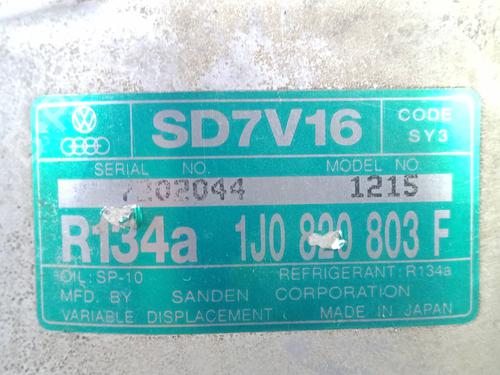 SD7V16
CODE
SY3
SERIAL NO. MODEL NO.
7202044 1215
R134a 1J0 820 803 F
OIL: SP-10 REFRIGERANT: R134a
MFD. BY SANDEN CORPORATION
VARIABLE DISPLACEMENT MADE IN JAPAN